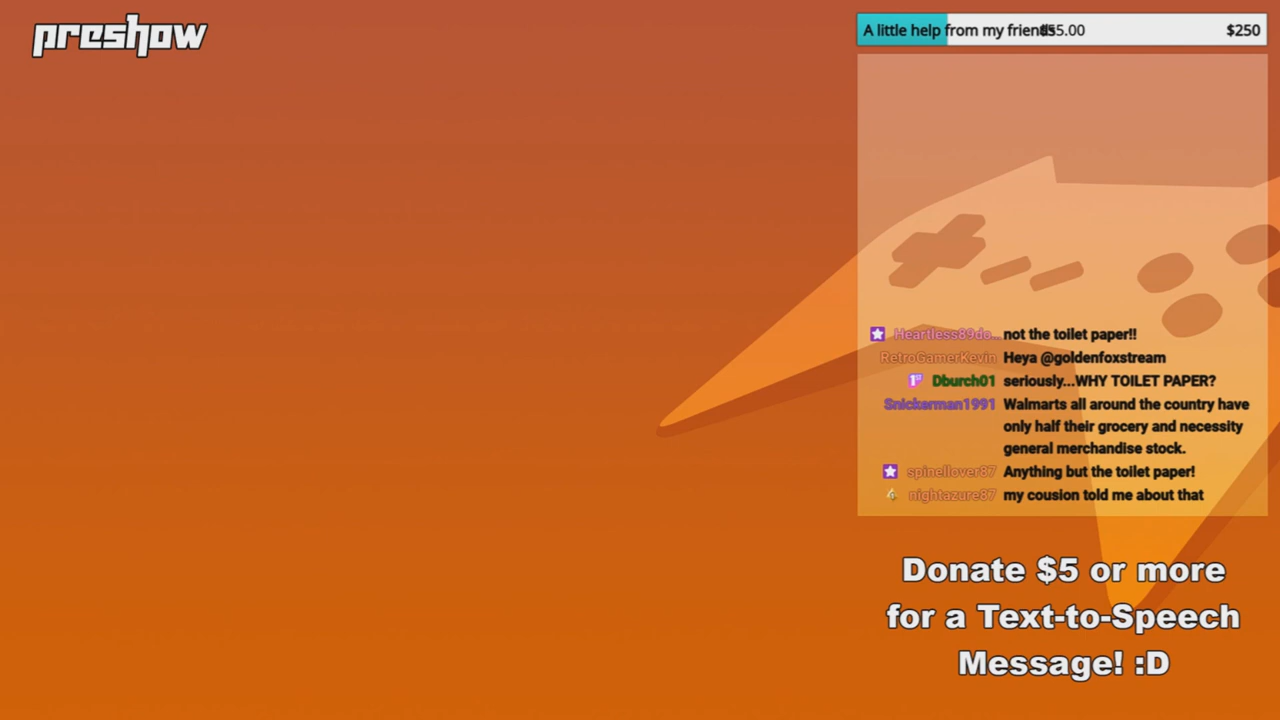 preshow
A little help from my friends $55.00 $250
Heartless89do... not the toilet paper!!
RetroGamerKevin Heya @goldenfoxstream
Dburch01 seriously...WHY TOILET PAPER?
Snickerman1991 Walmarts all around the country have
only half their grocery and necessity
general merchandise stock.
spinellover87 Anything but the toilet paper!
nightazure87 my cousion told me about that
Donate $5 or more
for a Text-to-Speech
Message! :D